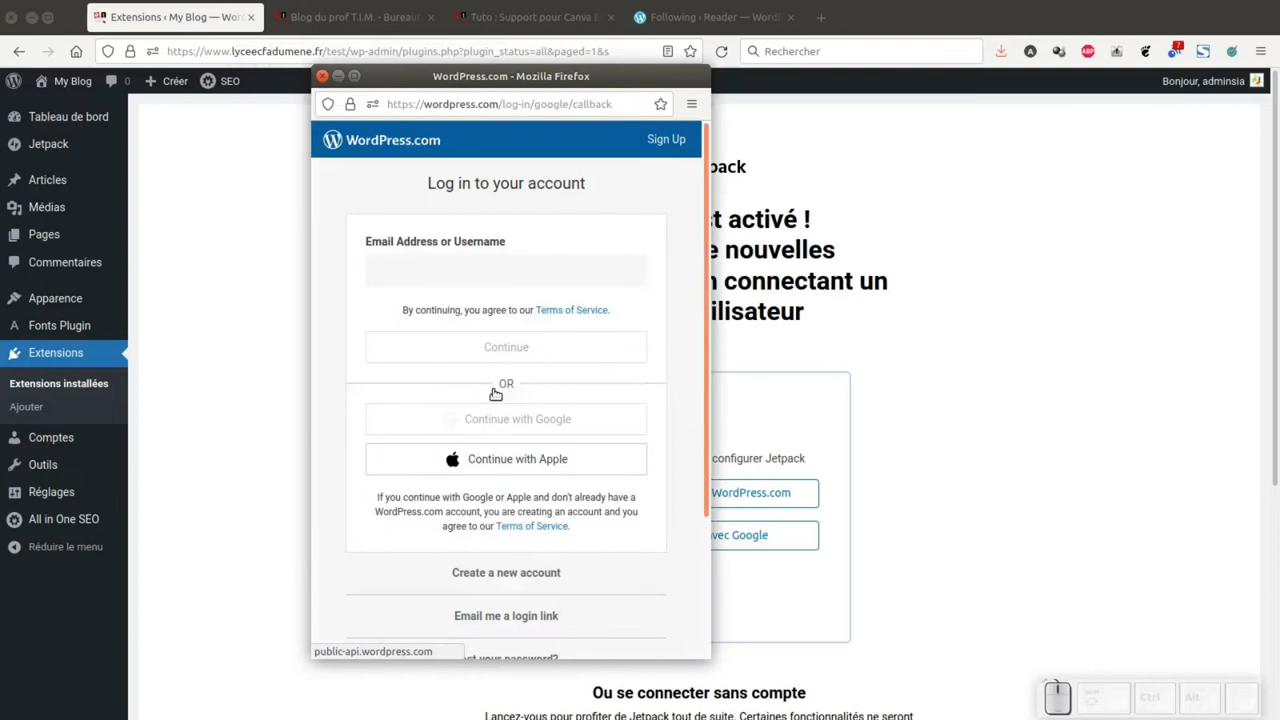 Extensions ‹ My Blog — Wor
Blog du prof T.I.M. - Bureau
Tuto : Support pour Canva
Following ‹ Reader — Word
https://www.lyceecfadumene.fr/test/wp-admin/plugins.php?plugin_status=all&paged=1&s
Rechercher
My Blog
0
Créer
SEO
Bonjour, adminsia
WordPress.com - Mozilla Firefox
https://wordpress.com/log-in/google/callback
WordPress.com
Sign Up
Log in to your account
Email Address or Username
By continuing, you agree to our Terms of Service.
Continue
OR
Continue with Google
Continue with Apple
If you continue with Google or Apple and don't already have a
WordPress.com account, you are creating an account and you
agree to our Terms of Service.
Create a new account
Email me a login link
your password?
public-api.wordpress.com
Tableau de bord
Jetpack
Articles
Médias
Pages
Commentaires
Apparence
Fonts Plugin
Extensions
Extensions installées
Ajouter
Comptes
Outils
Réglages
All in One SEO
Réduire le menu
pack
st activé !
e nouvelles
n connectant un
ilisateur
configurer Jetpack
WordPress.com
avec Google
Ou se connecter sans compte
Lancez-vous pour profiter de Jetpack tout de suite. Certaines fonctionnalités ne seront
Ctrl
Alt